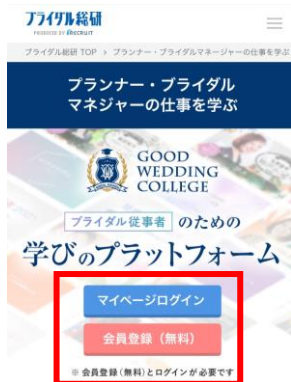 ブライダル総研
PRODUCED BY RECRUIT
ブライダル総研 TOP › プランナー・ブライダルマネージャーの仕事を学ぶ
プランナー・ブライダル
マネジャーの仕事を学ぶ
GOOD
WEDDING
COLLEGE
ブライダル従事者 のための
学びのプラットフォーム
マイページログイン
会員登録（無料）
※ 会員登録(無料)とログインが必要です